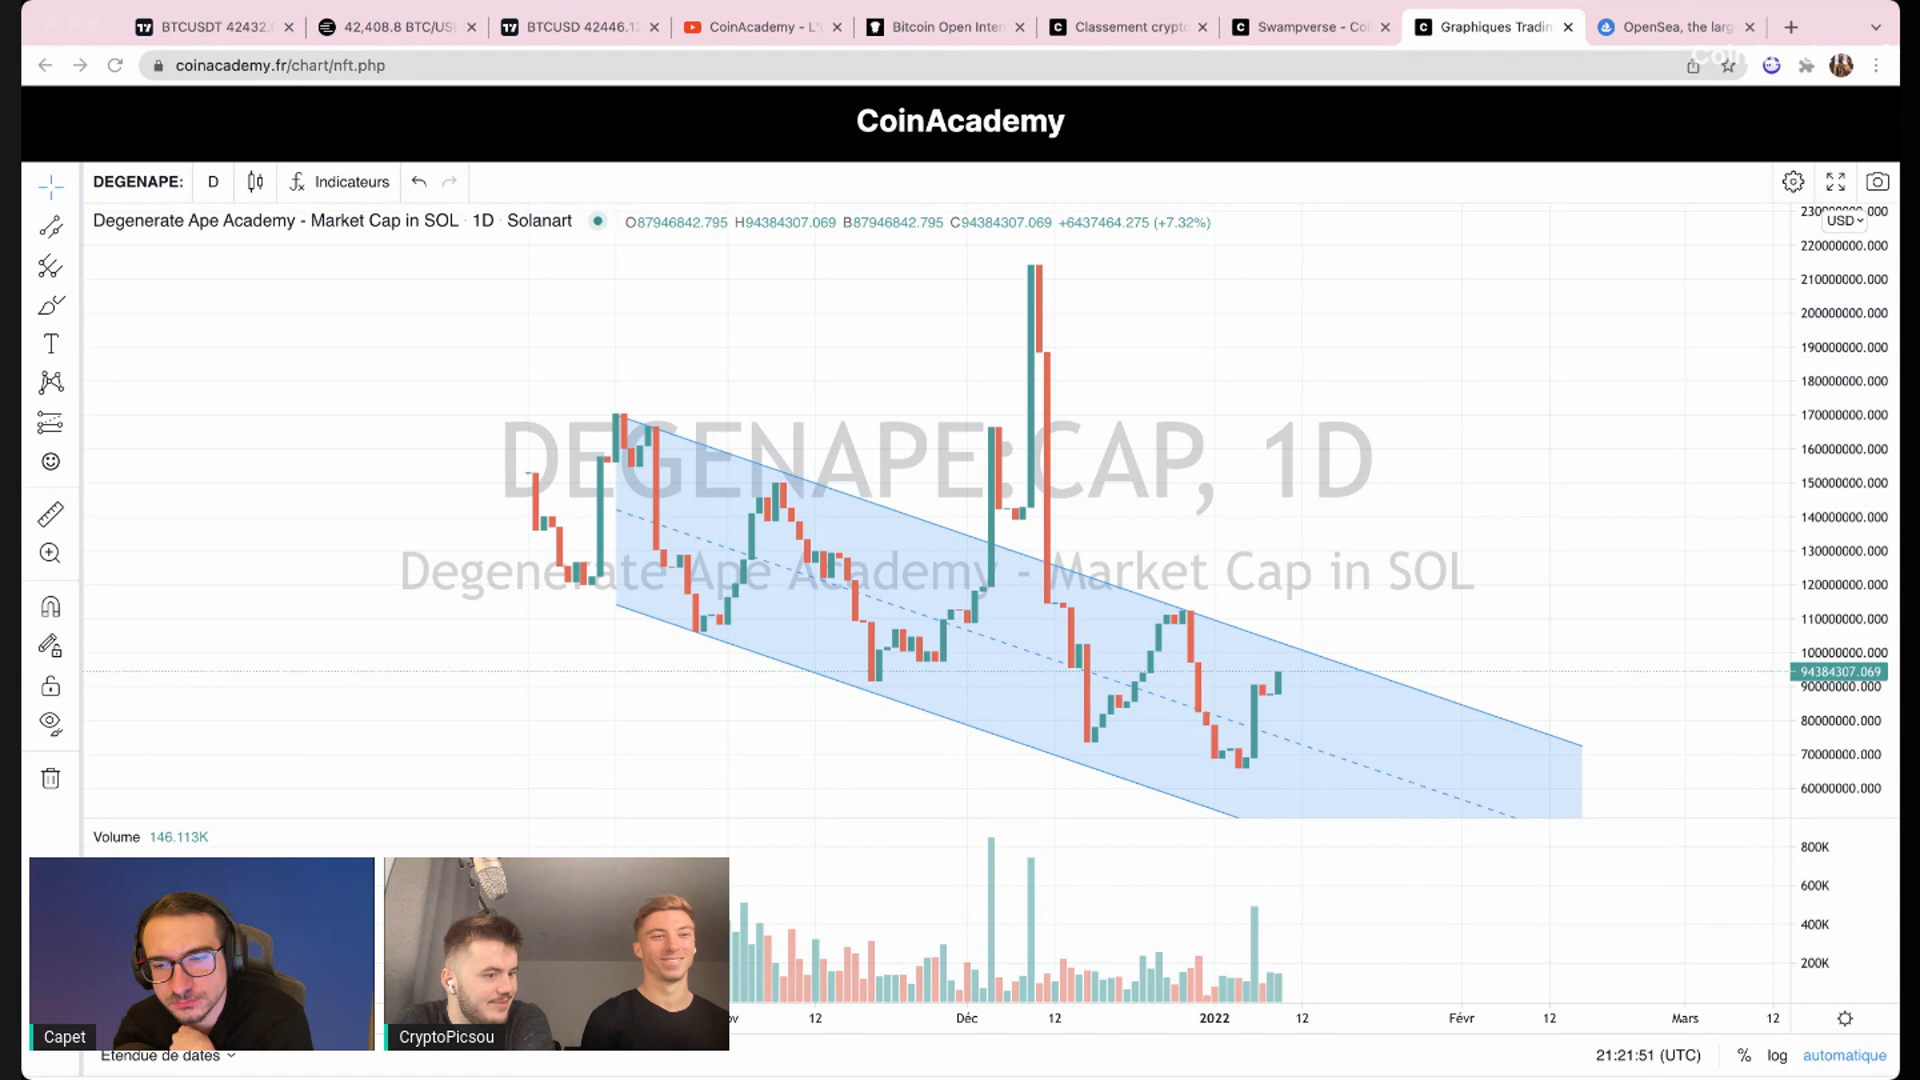 BTCUSDT 42432.
42,408.8 BTC/US
BTCUSD 42446.12
CoinAcademy - L'
Bitcoin Open Inter
Classement crypto
Swampverse - Co
Graphiques Tradin
OpenSea, the larg
coinacademy.fr/chart/nft.php
CoinAcademy
DEGENAPE:
D
Indicateurs
Degenerate Ape Academy - Market Cap in SOL · 1D · Solanart
O87946842.795 H94384307.069 B87946842.795 C94384307.069 +6437464.275 (+7.32%)
USD
220000000.000
210000000.000
200000000.000
190000000.000
180000000.000
170000000.000
160000000.000
150000000.000
140000000.000
130000000.000
120000000.000
110000000.000
100000000.000
94384307.069
90000000.000
80000000.000
70000000.000
60000000.000
DEGENAPE:CAP, 1D
Degenerate Ape Academy - Market Cap in SOL
Volume 146.113K
800K
600K
400K
200K
Capet
CryptoPicsou
12
Déc
12
2022
12
Févr
12
Mars
12
Étendue de dates
21:21:51 (UTC)
%
log
automatique